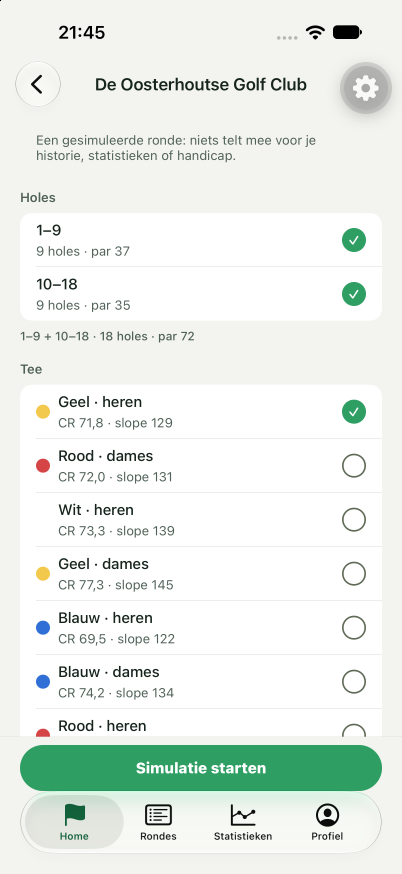 21:45
De Oosterhoutse Golf Club
Een gesimuleerde ronde: niets telt mee voor je
historie, statistieken of handicap.
Holes
1–9
9 holes · par 37
10–18
9 holes · par 35
1–9 + 10–18 · 18 holes · par 72
Tee
Geel · heren
CR 71,8 · slope 129
Rood · dames
CR 72,0 · slope 131
Wit · heren
CR 73,3 · slope 139
Geel · dames
CR 77,3 · slope 145
Blauw · heren
CR 69,5 · slope 122
Blauw · dames
CR 74,2 · slope 134
Rood · heren
Simulatie starten
Home
Rondes
Statistieken
Profiel